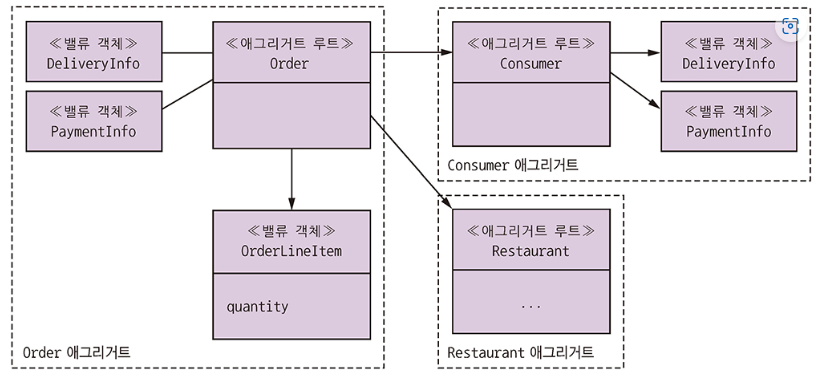 ≪밸류 객체≫
DeliveryInfo
≪밸류 객체≫
PaymentInfo
≪애그리거트 루트≫
Order
≪밸류 객체≫
OrderLineItem
quantity
Order 애그리거트
≪애그리거트 루트≫
Consumer
≪밸류 객체≫
DeliveryInfo
≪밸류 객체≫
PaymentInfo
Consumer 애그리거트
≪애그리거트 루트≫
Restaurant
...
Restaurant 애그리거트